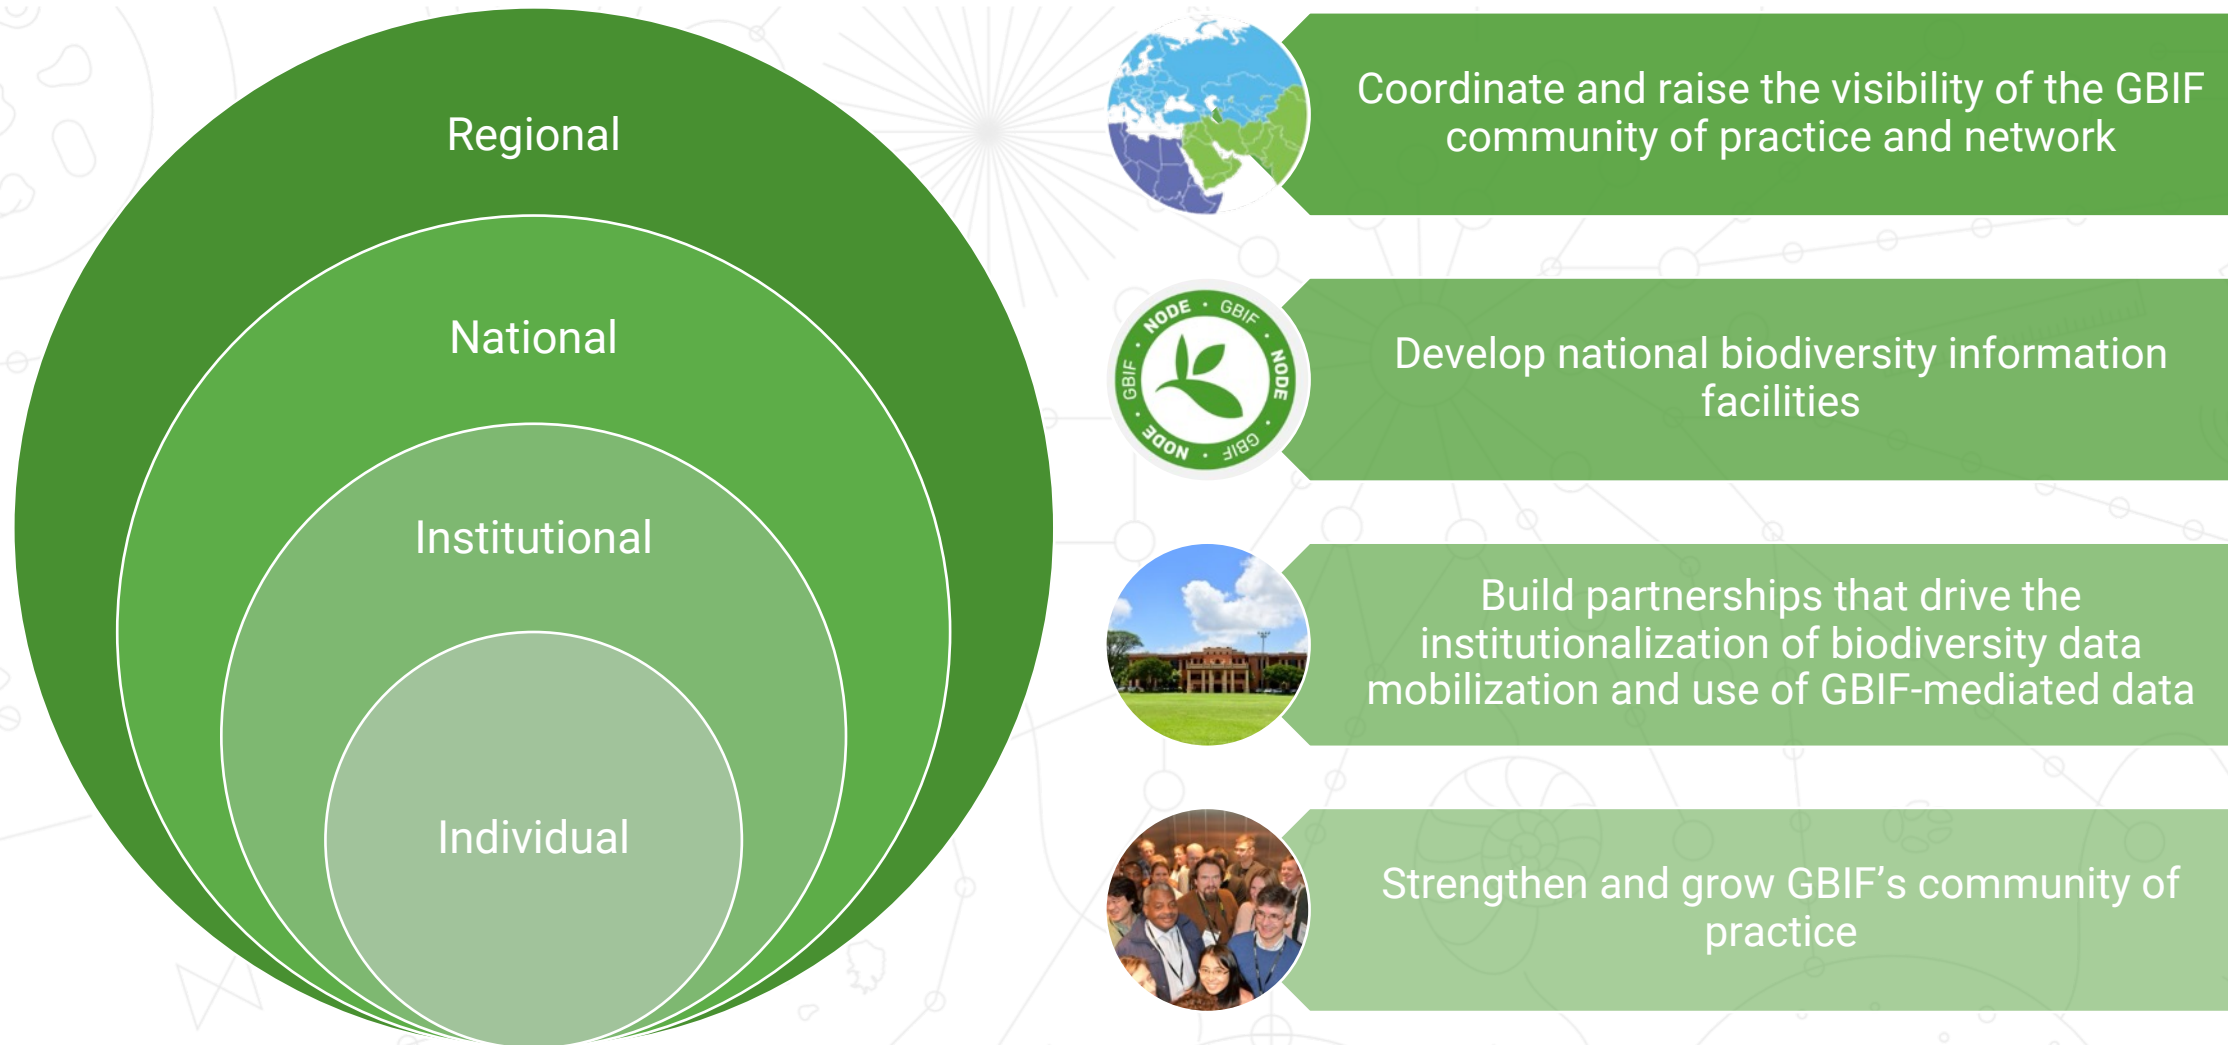 Regional
National
Institutional
Individual
Coordinate and raise the visibility of the GBIF
community of practice and network
NODE · GBIF · NODE · GBIF · NODE · GBIF ·
Develop national biodiversity information
facilities
Build partnerships that drive the
institutionalization of biodiversity data
mobilization and use of GBIF-mediated data
Strengthen and grow GBIF’s community of
practice